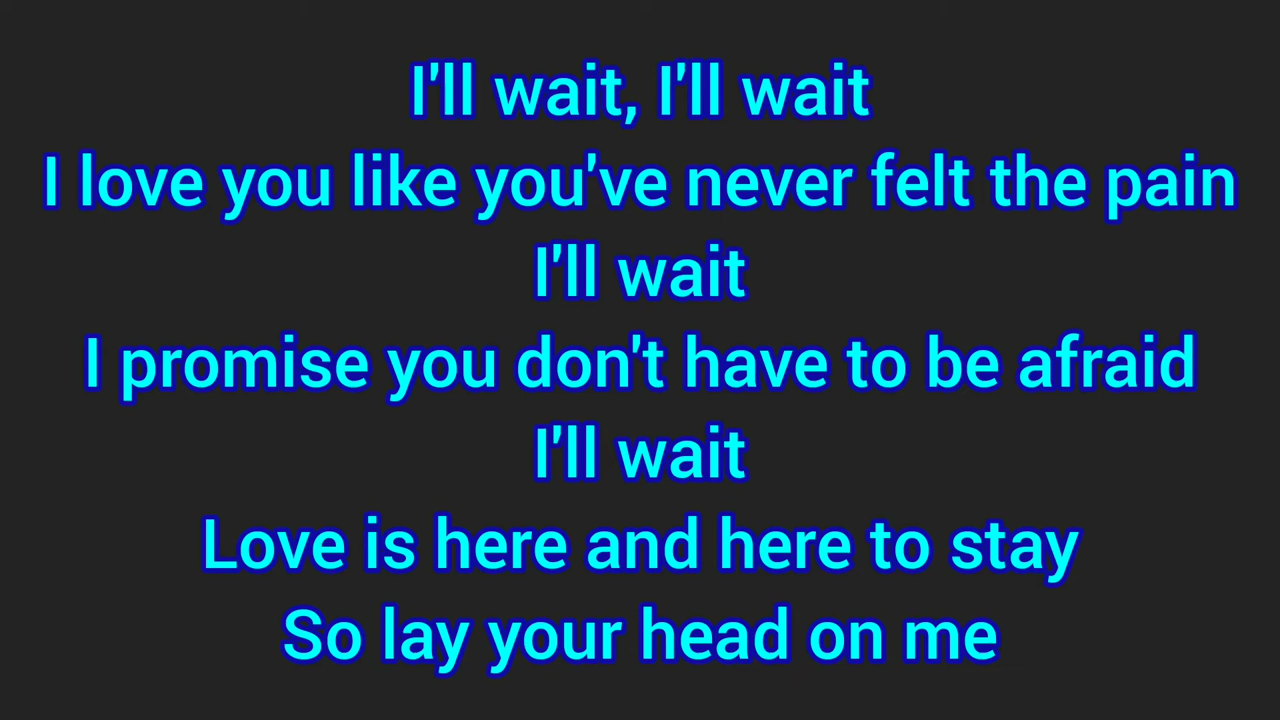 I'll wait, I'll wait
I love you like you've never felt the pain
I'll wait
I promise you don't have to be afraid
I'll wait
Love is here and here to stay
So lay your head on me